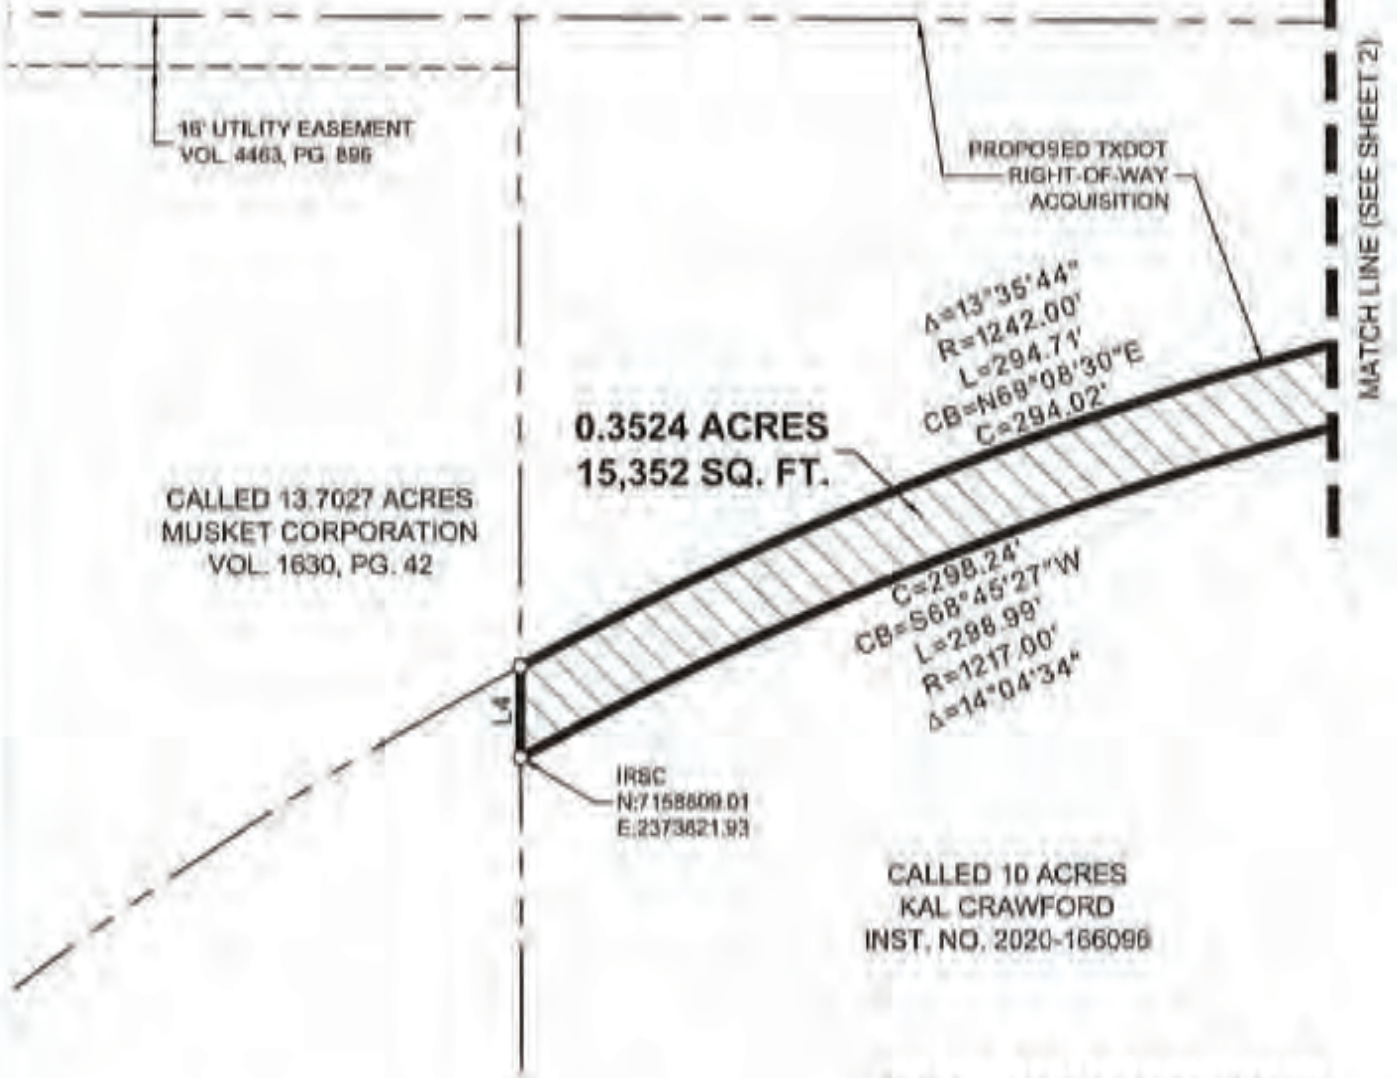 16' UTILITY EASEMENT
VOL. 4463, PG. 896
PROPOSED TXDOT
RIGHT-OF-WAY
ACQUISITION
MATCH LINE (SEE SHEET 2)
Δ=13°35'44"
R=1242.00'
L=294.71'
CB=N69°08'30"E
C=294.02'
0.3524 ACRES
15,352 SQ. FT.
CALLED 13.7027 ACRES
MUSKET CORPORATION
VOL. 1630, PG. 42
C=298.24'
CB=S68°45'27"W
L=298.99'
R=1217.00'
Δ=14°04'34"
L4
IRSC
N:7158609.01
E:2373621.93
CALLED 10 ACRES
KAL CRAWFORD
INST. NO. 2020-166096